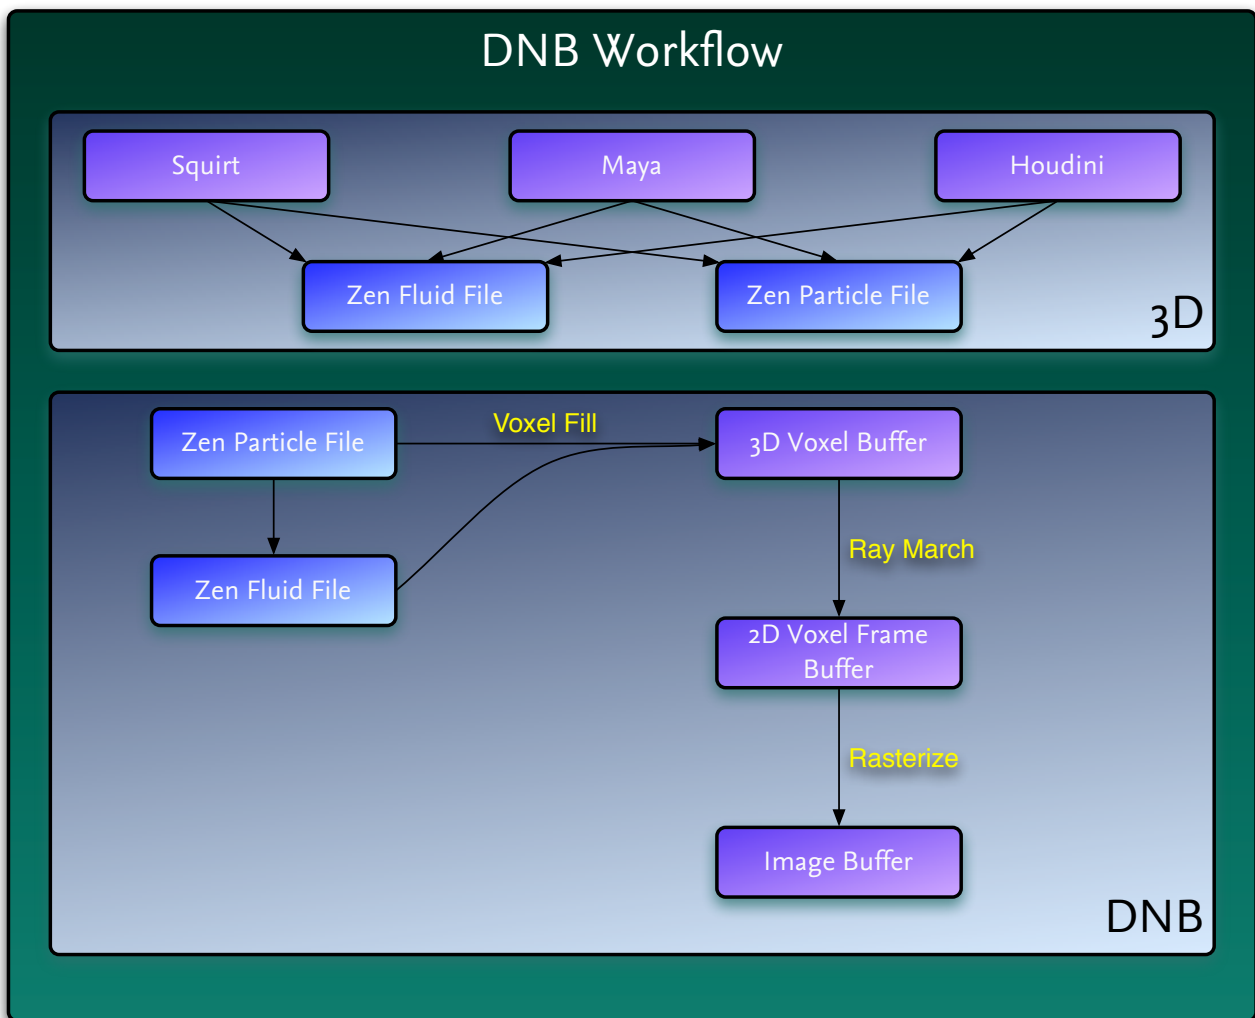 DNB Workflow
Squirt
Maya
Houdini
Zen Fluid File
Zen Particle File
3D
Zen Particle File
Voxel Fill
3D Voxel Buffer
Ray March
Zen Fluid File
2D Voxel Frame
Buffer
Rasterize
Image Buffer
DNB